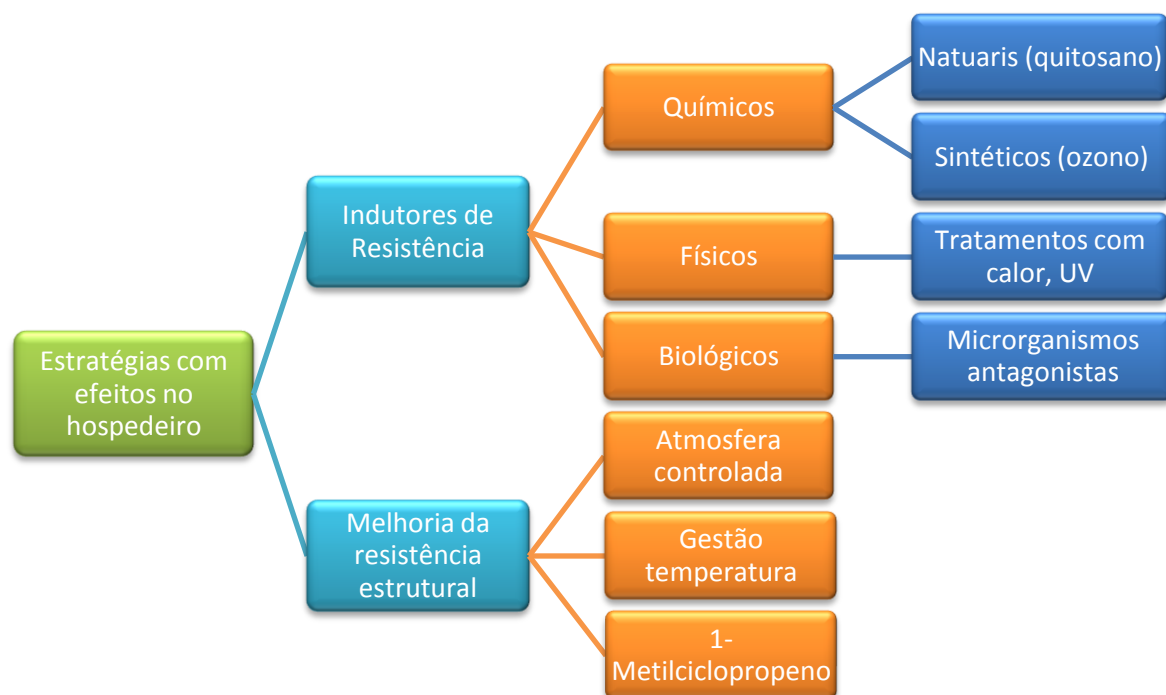 Estratégias com
efeitos no
hospedeiro
Indutores de
Resistência
Químicos
Natuaris (quitosano)
Sintéticos (ozono)
Físicos
Tratamentos com
calor, UV
Biológicos
Microrganismos
antagonistas
Melhoria da
resistência
estrutural
Atmosfera
controlada
Gestão
temperatura
1-
Metilciclopropeno